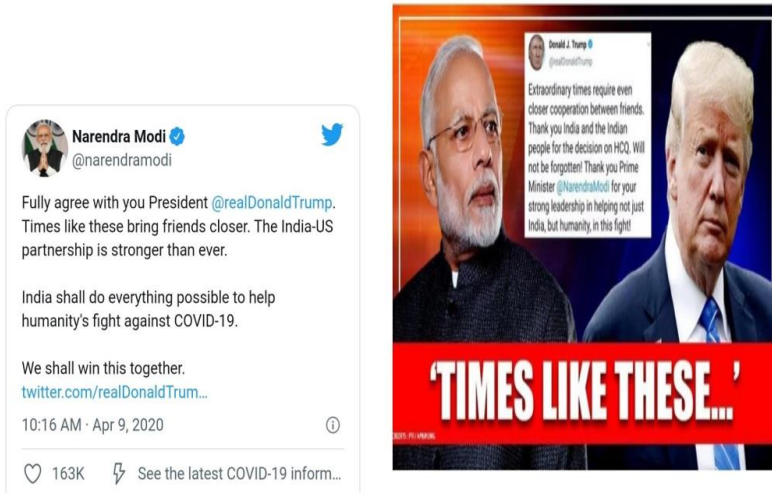 Narendra Modi
@narendramodi
Fully agree with you President @realDonaldTrump.
Times like these bring friends closer. The India-US
partnership is stronger than ever.
India shall do everything possible to help
humanity's fight against COVID-19.
We shall win this together.
twitter.com/realDonaldTrum...
10:16 AM · Apr 9, 2020
163K
See the latest COVID-19 inform...
Donald J. Trump
@realDonaldTrump
Extraordinary times require even
closer cooperation between friends.
Thank you India and the Indian
people for the decision on HCQ. Will
not be forgotten! Thank you Prime
Minister @NarendraModi for your
strong leadership in helping not just
India, but humanity, in this fight!
'TIMES LIKE THESE...'